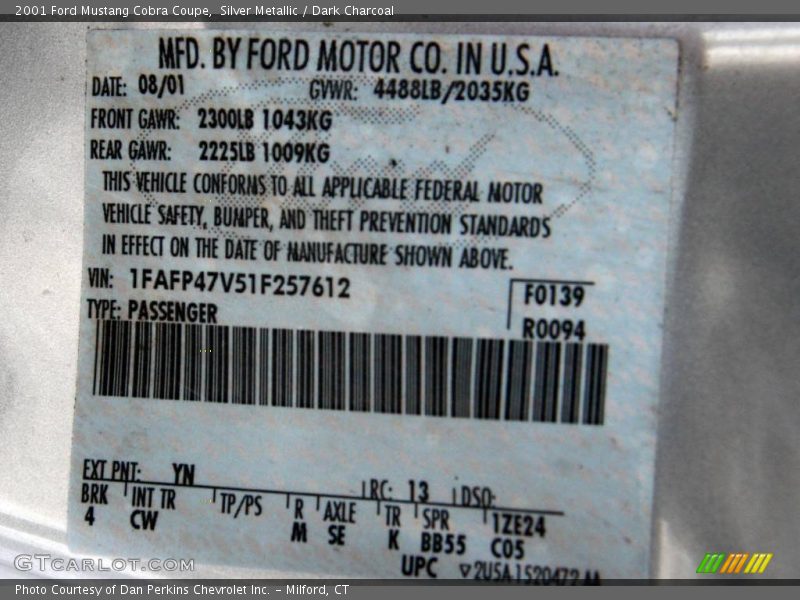 2001 Ford Mustang Cobra Coupe, Silver Metallic / Dark Charcoal
MFD. BY FORD MOTOR CO. IN U.S.A.
DATE: 08/01 GVWR: 4488LB/2035KG
FRONT GAWR: 2300LB 1043KG
REAR GAWR: 2225LB 1009KG
THIS VEHICLE CONFORMS TO ALL APPLICABLE FEDERAL MOTOR
VEHICLE SAFETY, BUMPER, AND THEFT PREVENTION STANDARDS
IN EFFECT ON THE DATE OF MANUFACTURE SHOWN ABOVE.
VIN: 1FAFP47V51F257612 F0139
TYPE: PASSENGER R0094
EXT PNT: YN RC: 13 DSO:
BRK INT TR TP/PS R AXLE TR SPR 1ZE24
4 CW M SE K BB55 C05
UPC
GTCARLOT.COM
Photo Courtesy of Dan Perkins Chevrolet Inc. - Milford, CT